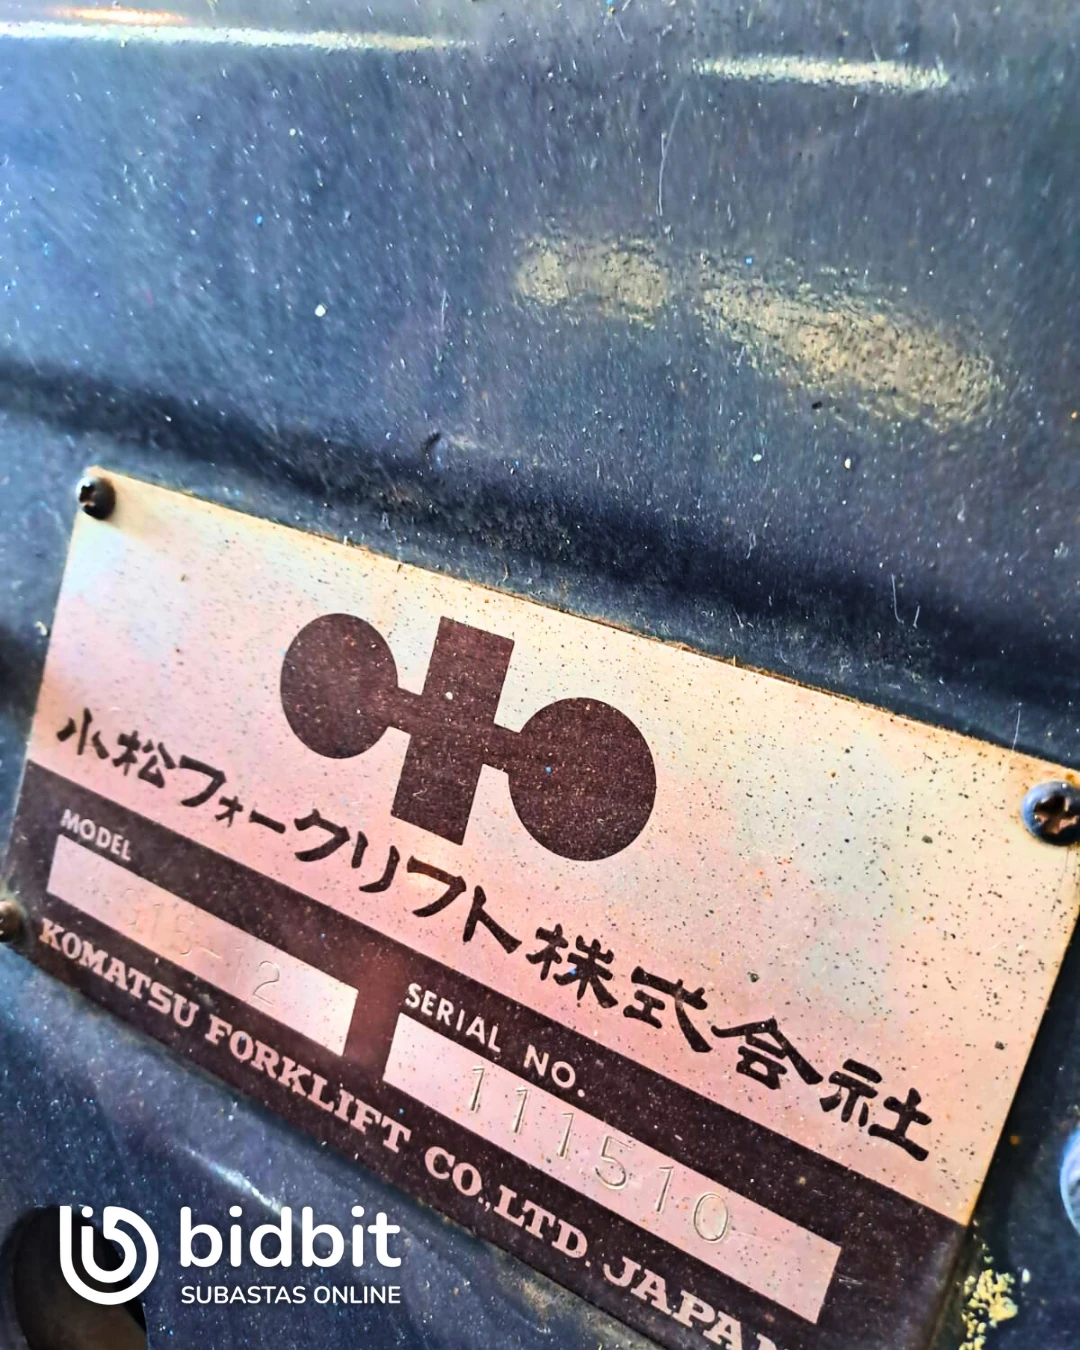 小松フォークリフト株式会社
MODEL
SERIAL NO.
111510
KOMATSU FORKLIFT CO.,LTD. JAPAN
bidbit
SUBASTAS ONLINE